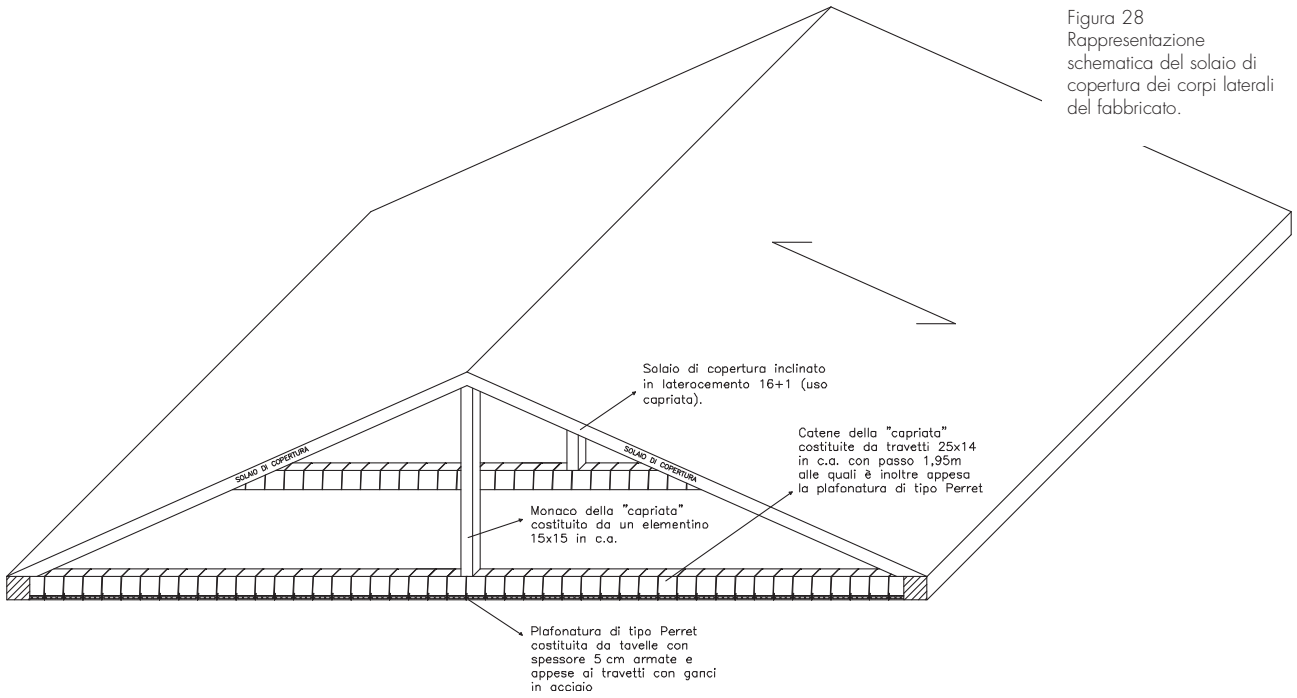 Figura 28
Rappresentazione
schematica del solaio di
copertura dei corpi laterali
del fabbricato.
Solaio di copertura inclinato
in laterocemento 16+1 (uso
capriata).
Catene della "capriata"
costituite da travetti 25x14
in c.a. con passo 1,95m
alle quali è inoltre appesa
la plafonatura di tipo Perret
SOLAIO DI COPERTURA
SOLAIO DI COPERTURA
Monaco della "capriata"
costituito da un elementino
15x15 in c.a.
Plafonatura di tipo Perret
costituita da tavelle con
spessore 5 cm armate e
appese ai travetti con ganci
in acciaio